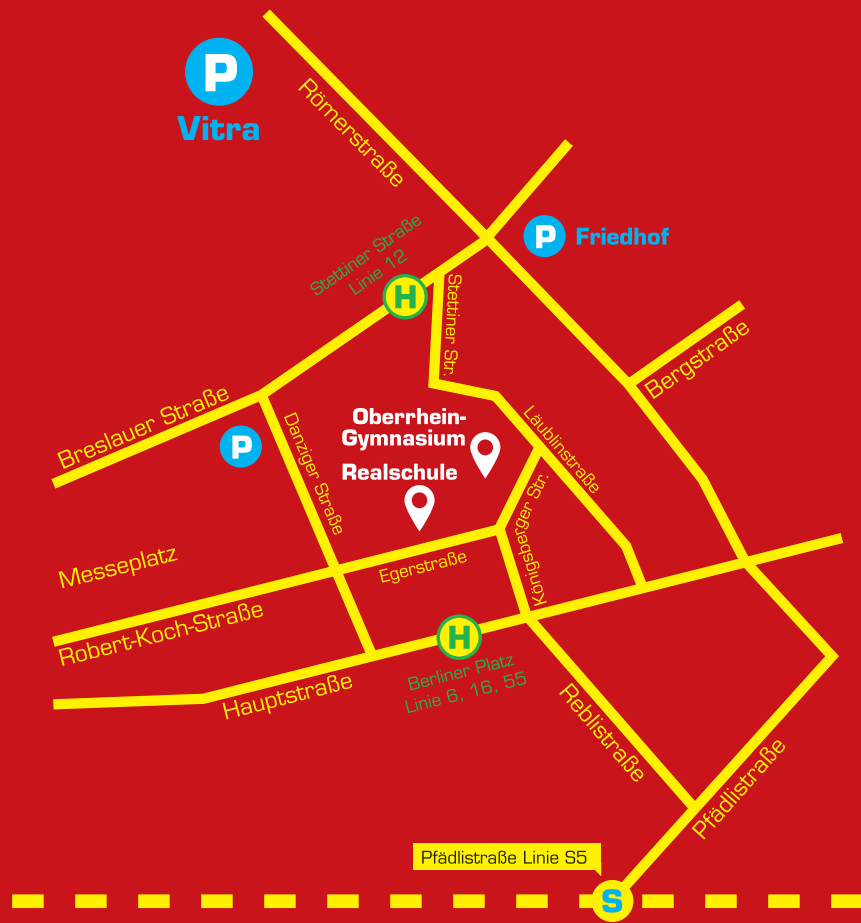 P
Vitra
Römerstraße
Stettiner Straße
Linie 12
P
Friedhof
H
Stettiner Str.
Bergstraße
Breslauer Straße
P
Danziger Straße
Oberrhein-
Gymnasium
Realschule
Läublinstraße
Königsberger Str.
Messeplatz
Egerstraße
Robert-Koch-Straße
H
Hauptstraße
Berliner Platz
Linie 6, 16, 55
Reblistraße
Pfädlistraße
Pfädlistraße Linie S5
S